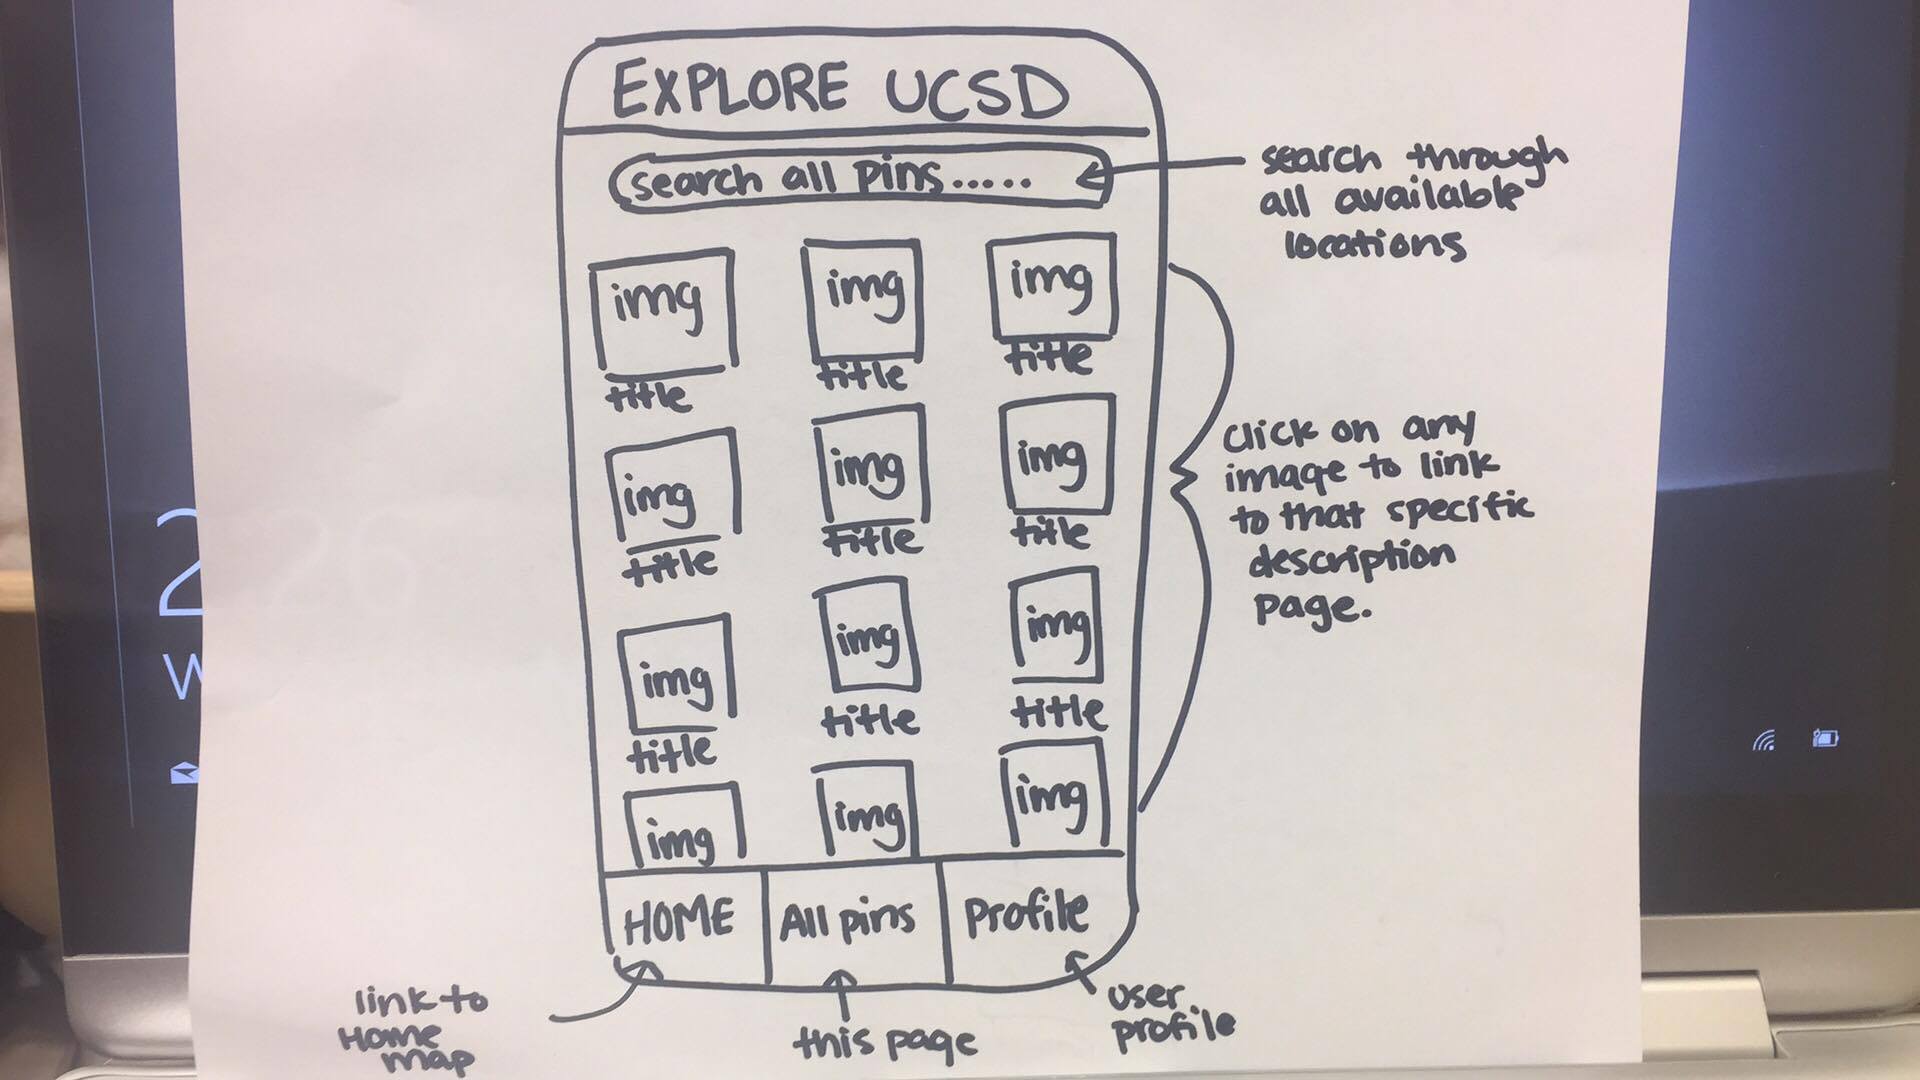 EXPLORE UCSD
search all pins.....
search through
all available
locations
img img img
title title title
img img img
title title title
click on any
image to link
to that specific
description
page.
img img img
title title title
img img img
HOME All pins Profile
link to
Home
map
this page
user
profile
2
W